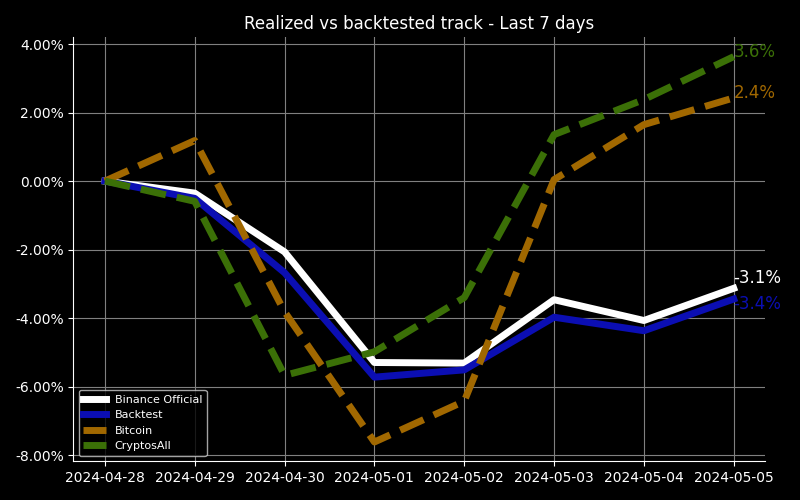 Realized vs backtested track - Last 7 days
4.00%
2.00%
0.00%
-2.00%
-4.00%
-6.00%
-8.00%
3.6%
2.4%
-3.1%
-3.4%
Binance Official
Backtest
Bitcoin
CryptosAll
2024-04-28 2024-04-29 2024-04-30 2024-05-01 2024-05-02 2024-05-03 2024-05-04 2024-05-05